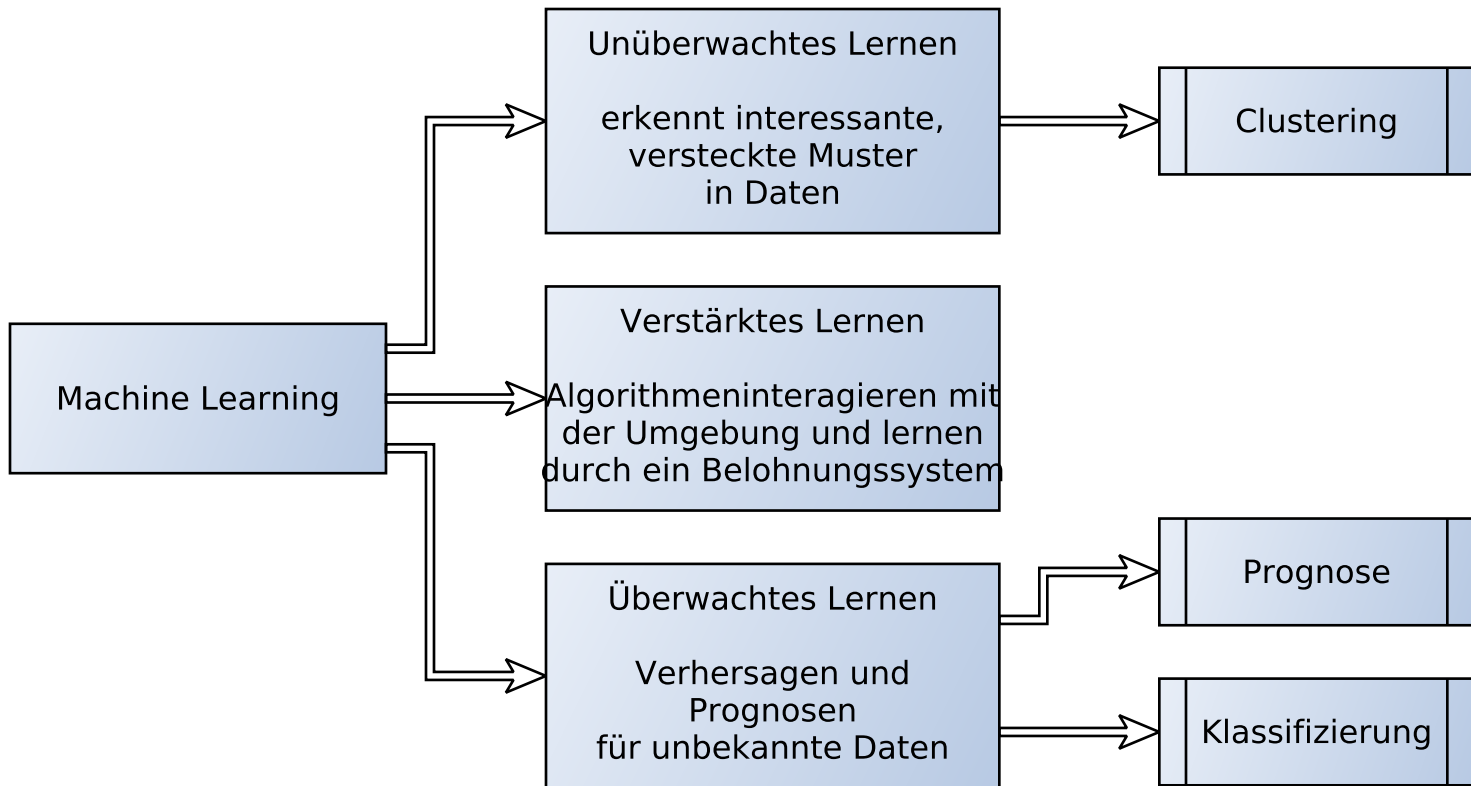 Unüberwachtes Lernen
erkennt interessante,
versteckte Muster
in Daten
Clustering
Machine Learning
Verstärktes Lernen
Algorithmeninteragieren mit
der Umgebung und lernen
durch ein Belohnungssystem
Überwachtes Lernen
Verhersagen und
Prognosen
für unbekannte Daten
Prognose
Klassifizierung